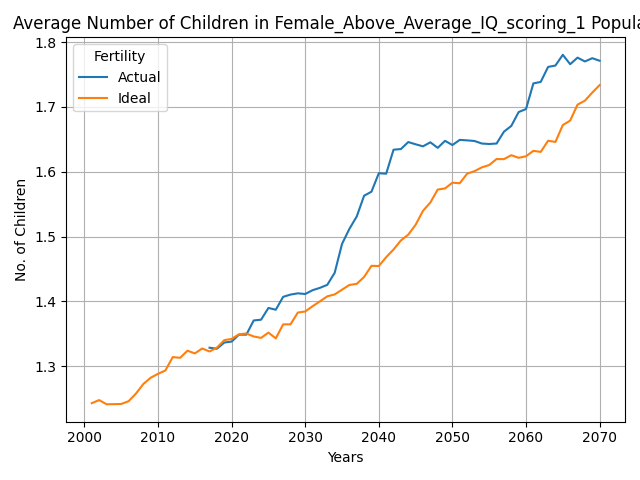 Average Number of Children in Female_Above_Average_IQ_scoring_1 Popula
Fertility
Actual
Ideal
No. of Children
1.8
1.7
1.6
1.5
1.4
1.3
2000 2010 2020 2030 2040 2050 2060 2070
Years